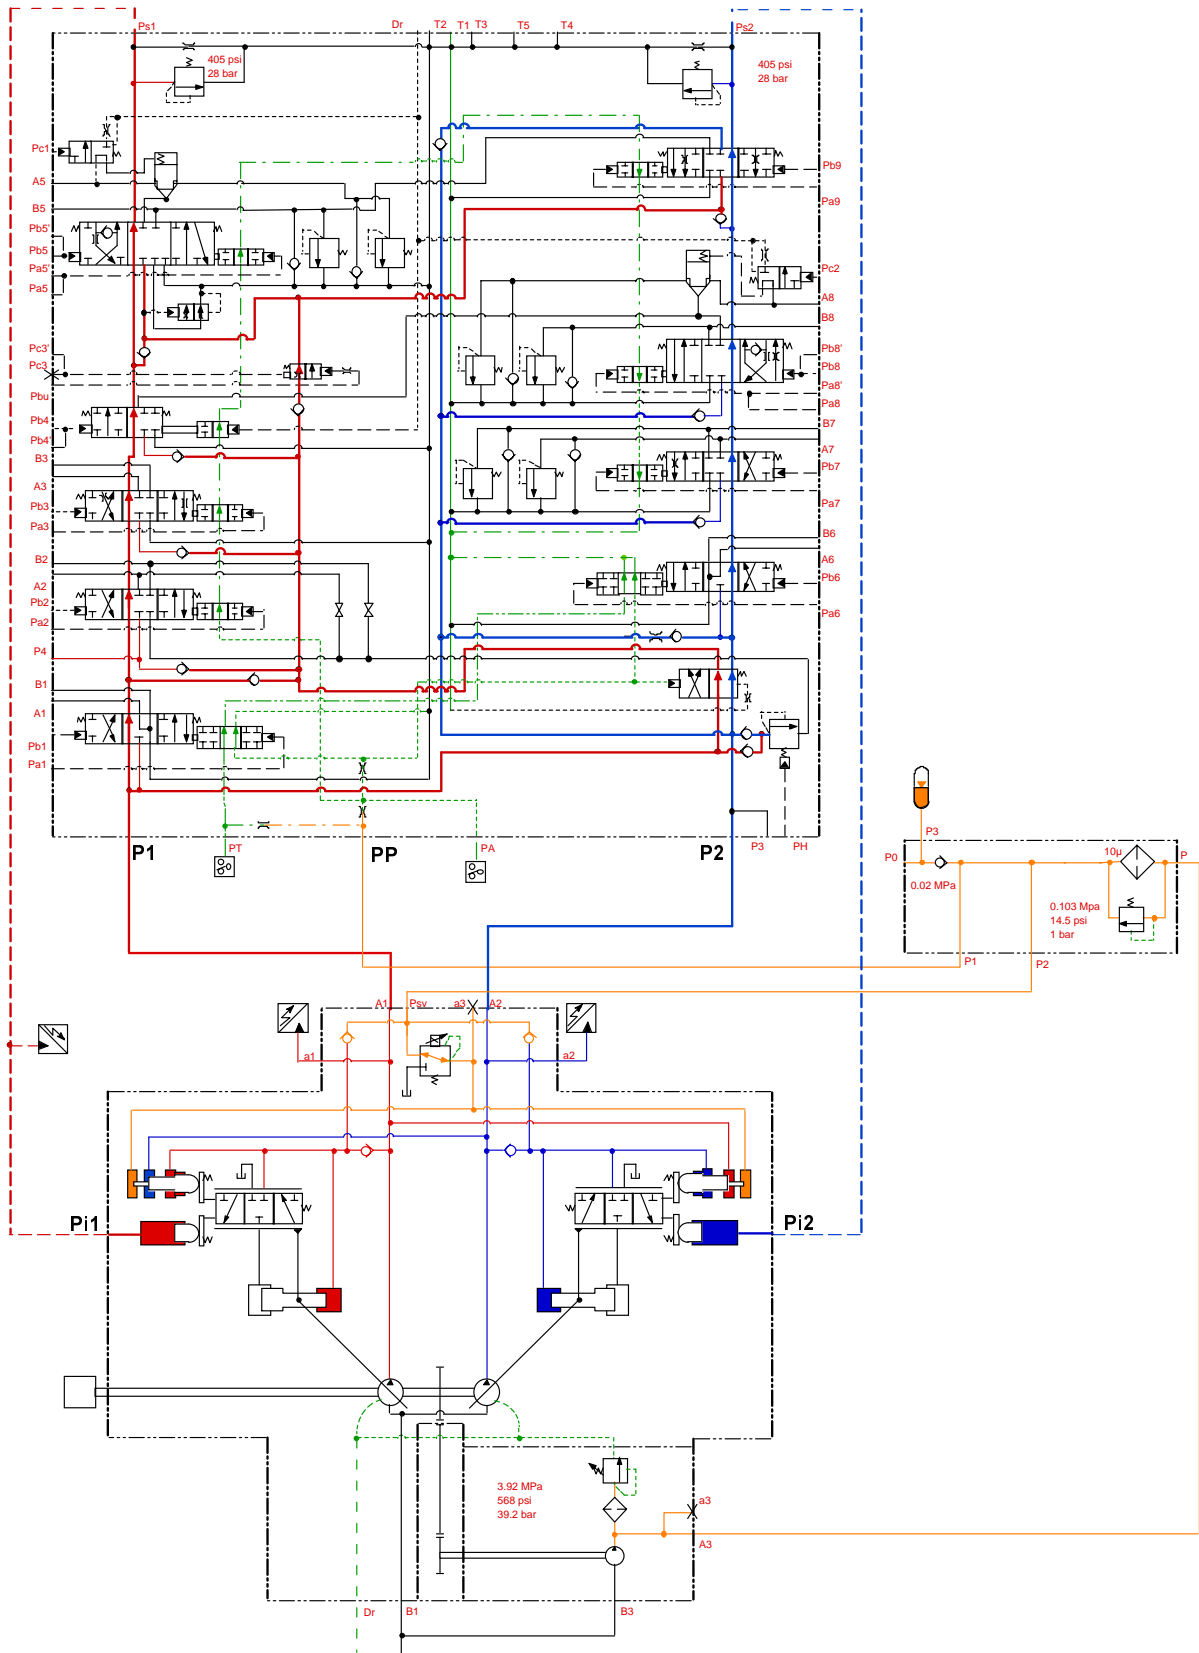 Ps1
Dr
T2
T1
T3
T5
T4
Ps2
405 psi
28 bar
405 psi
28 bar
Pc1
A5
B5
Pb5'
Pb5
Pa5'
Pa5
Pc3'
Pc3
Pbu
Pb4
Pb4'
B3
A3
Pb3
Pa3
B2
A2
Pb2
Pa2
P4
B1
A1
Pb1
Pa1
Pb9
Pa9
Pc2
A8
B8
Pb8'
Pb8
Pa8'
Pa8
B7
A7
Pb7
Pa7
B6
A6
Pb6
Pa6
P1
PT
PP
PA
P2
P3
PH
P3
P0
10µ
P
0.02 MPa
0.103 Mpa
14.5 psi
1 bar
P1
P2
A1
Psv
a3
A2
a1
a2
Pi1
Pi2
3.92 MPa
568 psi
39.2 bar
a3
A3
Dr
B1
B3